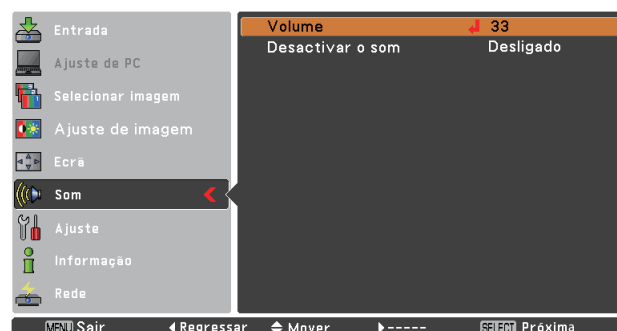 Entrada
Ajuste de PC
Selecionar imagem
Ajuste de imagem
Ecrã
Som
Ajuste
Informação
Rede
Volume 33
Desactivar o som Desligado
MENU Sair Regressar Mover ----- SELECT Próxima